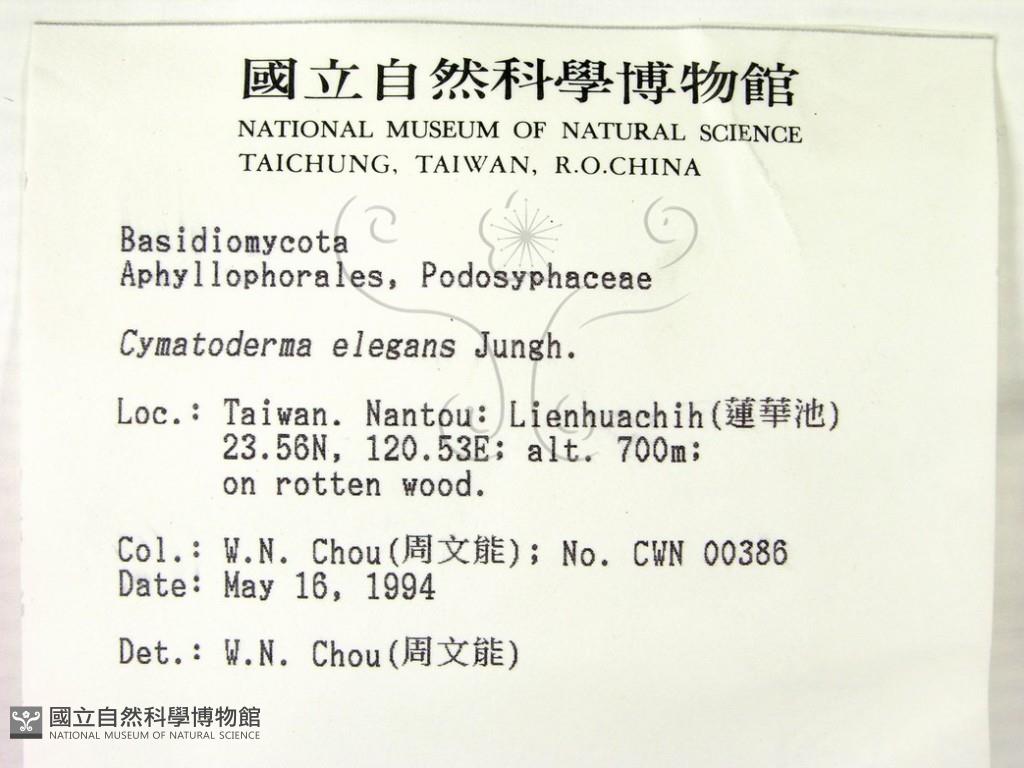 國立自然科學博物館
NATIONAL MUSEUM OF NATURAL SCIENCE
TAICHUNG, TAIWAN, R.O.CHINA
Basidiomycota
Aphyllophorales, Podosyphaceae
Cymatoderma elegans Jungh.
Loc.: Taiwan. Nantou: Lienhuachih(蓮華池)
23.56N, 120.53E; alt. 700m;
on rotten wood.
Col.: W.N. Chou(周文能); No. CWN 00386
Date: May 16, 1994
Det.: W.N. Chou(周文能)
國立自然科學博物館
NATIONAL MUSEUM OF NATURAL SCIENCE